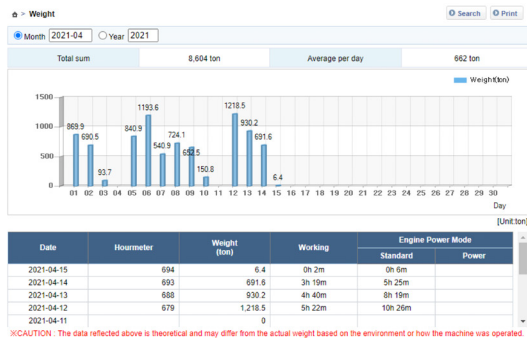 > Weight
Search Print
Month 2021-04 Year 2021
Total sum 8,604 ton Average per day 662 ton
Weight(ton)
1500
1000
500
0
869.9 690.5 93.7 840.9 1193.6 540.9 724.1 652.5 150.8 1218.5 930.2 691.6 6.4
01 02 03 04 05 06 07 08 09 10 11 12 13 14 15 16 17 18 19 20 21 22 23 24 25 26 27 28 29 30
Day
[Unit:ton]
Date Hourmeter Weight (ton) Working Engine Power Mode
Standard Power
2021-04-15 694 6.4 0h 2m 0h 6m
2021-04-14 693 691.6 3h 19m 5h 25m
2021-04-13 688 930.2 4h 40m 8h 19m
2021-04-12 679 1,218.5 5h 22m 10h 26m
2021-04-11 0
※CAUTION : The data reflected above is theoretical and may differ from the actual weight based on the environment or how the machine was operated.